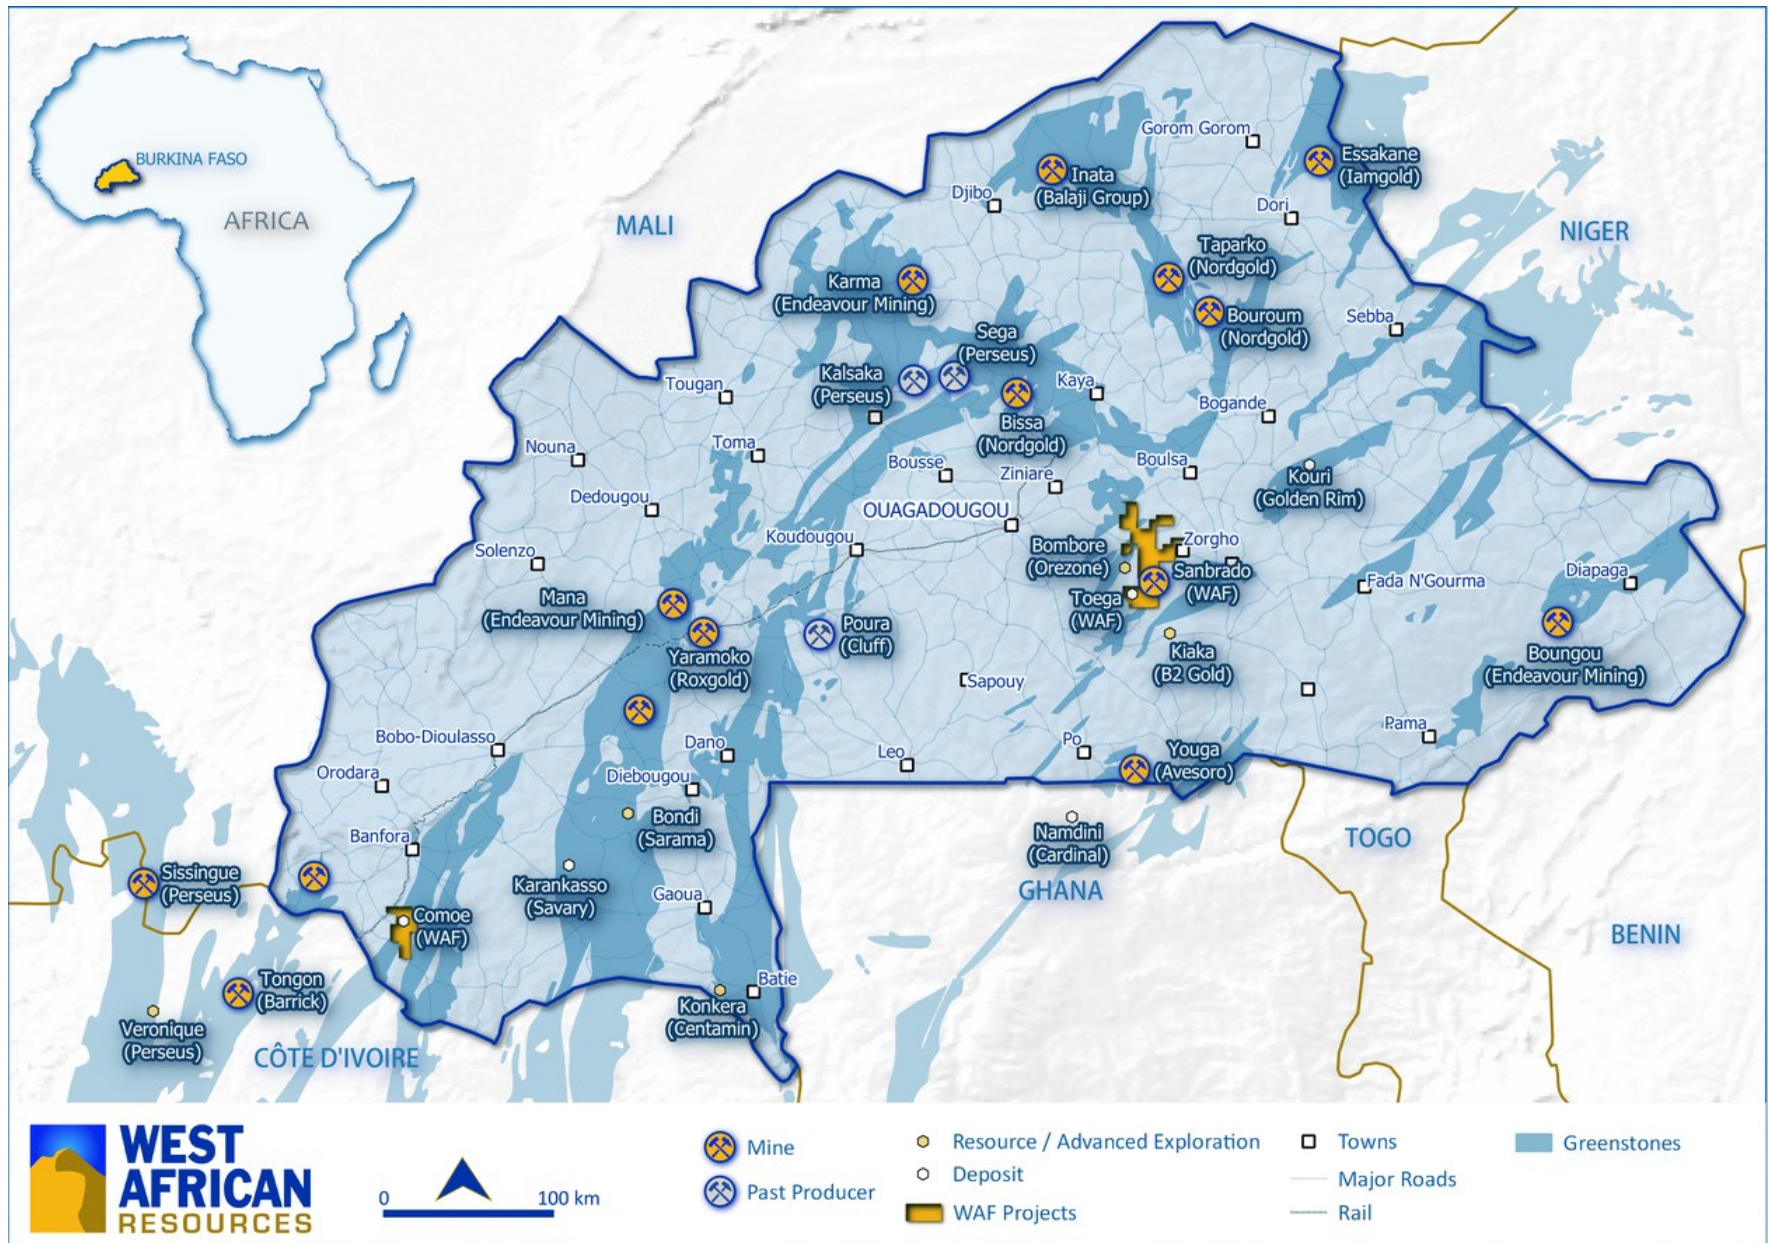 BURKINA FASO
AFRICA
MALI
NIGER
Gorom Gorom
Essakane
(Iamgold)
Inata
(Balaji Group)
Djibo
Dori
Taparko
(Nordgold)
Karma
(Endeavour Mining)
Bouroum
(Nordgold)
Sebba
Sega
(Perseus)
Kalsaka
(Perseus)
Tougan
Kaya
Bogande
Bissa
(Nordgold)
Nouna
Toma
Bousse
Ziniare
Boulsa
Kouri
(Golden Rim)
Dedougou
OUAGADOUGOU
Koudougou
Solenzo
Bombore
(Orezone)
Zorgho
Sanbrado
(WAF)
Toega
(WAF)
Fada N'Gourma
Diapaga
Mana
(Endeavour Mining)
Poura
(Cluff)
Yaramoko
(Roxgold)
Kiaka
(B2 Gold)
Boungou
(Endeavour Mining)
Sapouy
Pama
Bobo-Dioulasso
Dano
Leo
Po
Youga
(Avesoro)
Orodara
Diebougou
Bondi
(Sarama)
Banfora
Namdini
(Cardinal)
TOGO
GHANA
BENIN
Sissingue
(Perseus)
Karankasso
(Savary)
Gaoua
Comoe
(WAF)
Tongon
(Barrick)
Batie
Konkera
(Centamin)
Veronique
(Perseus)
CÔTE D'IVOIRE
WEST
AFRICAN
RESOURCES
0 100 km
Mine
Past Producer
Resource / Advanced Exploration
Deposit
WAF Projects
Towns
Major Roads
Rail
Greenstones